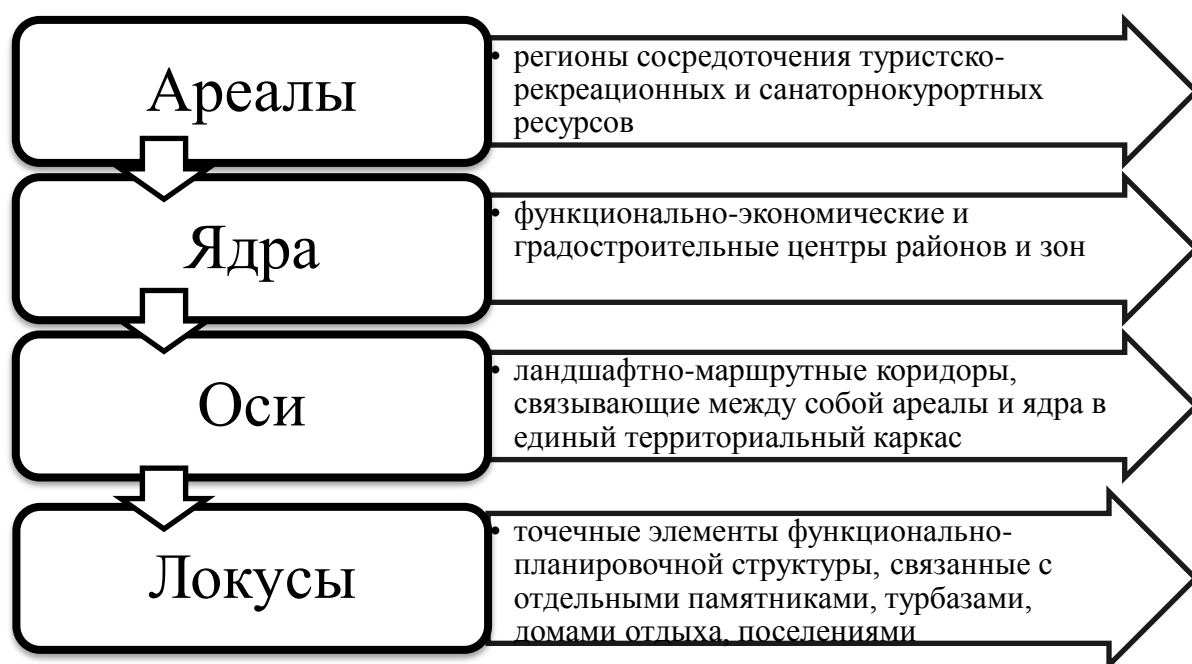 Ареалы
• регионы сосредоточения туристско-
рекреационных и санаторнокурортных
ресурсов
Ядра
• функционально-экономические и
градостроительные центры районов и зон
Оси
• ландшафтно-маршрутные коридоры,
связывающие между собой ареалы и ядра в
единый территориальный каркас
Локусы
• точечные элементы функционально-
планировочной структуры, связанные с
отдельными памятниками, турбазами,
домами отдыха, поселениями